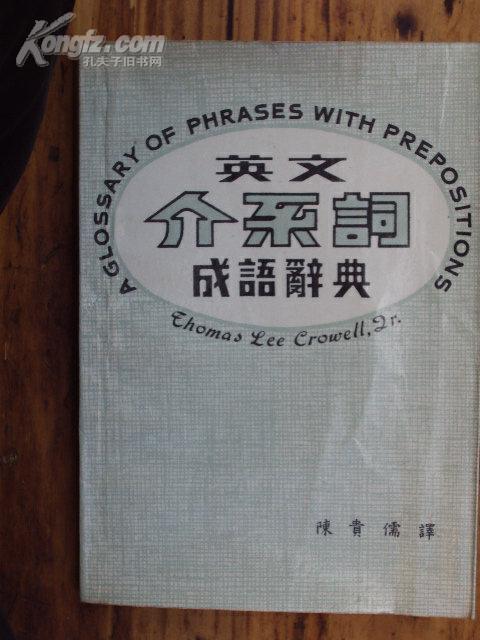 Kongfz.com
孔夫子旧书网
A GLOSSARY OF PHRASES WITH PREPOSITIONS
英文
介系詞
成語辭典
Thomas Lee Crowell, Jr.
陳貴儒譯